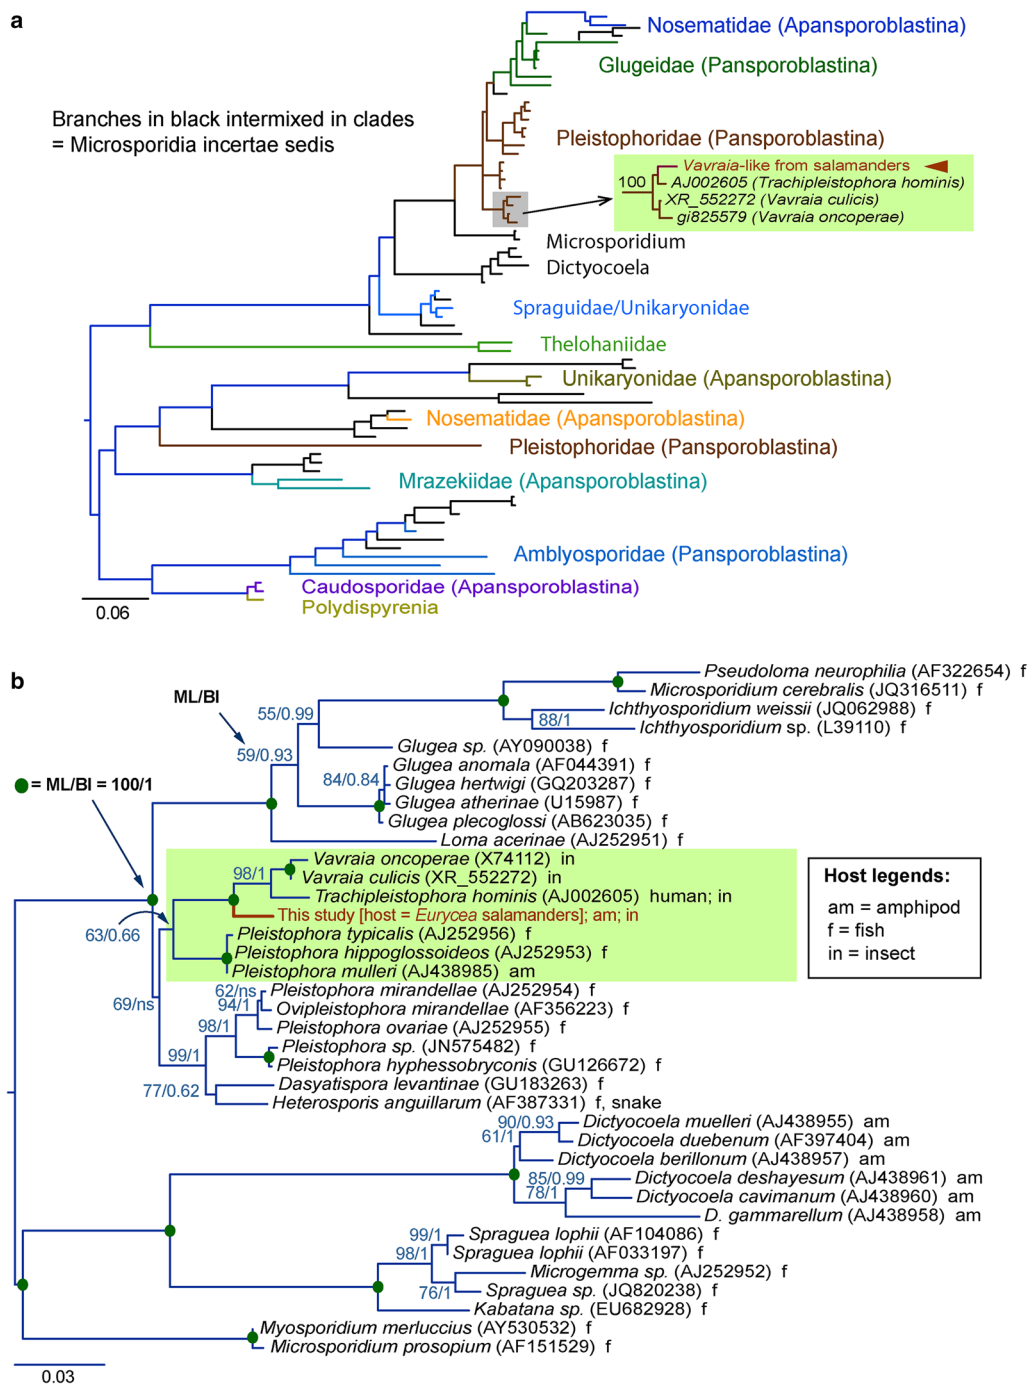 a
Nosematidae (Apansporoblastina)
Glugeidae (Pansporoblastina)
Branches in black intermixed in clades
= Microsporidia incertae sedis
Pleistophoridae (Pansporoblastina)
100
Vavraia-like from salamanders
AJ002605 (Trachipleistophora hominis)
XR_552272 (Vavraia culicis)
gi825579 (Vavraia oncoperae)
Microsporidium
Dictyocoela
Spraguidae/Unikaryonidae
Thelohaniidae
Unikaryonidae (Apansporoblastina)
Nosematidae (Apansporoblastina)
Pleistophoridae (Pansporoblastina)
Mrazekiidae (Apansporoblastina)
Amblyosporidae (Pansporoblastina)
Caudosporidae (Apansporoblastina)
Polydispyrenia
0.06
b
ML/BI
= ML/BI = 100/1
Pseudoloma neurophilia (AF322654) f
Microsporidium cerebralis (JQ316511) f
Ichthyosporidium weissii (JQ062988) f
88/1
Ichthyosporidium sp. (L39110) f
55/0.99
59/0.93
Glugea sp. (AY090038) f
Glugea anomala (AF044391) f
84/0.84
Glugea hertwigi (GQ203287) f
Glugea atherinae (U15987) f
Glugea plecoglossi (AB623035) f
Loma acerinae (AJ252951) f
Vavraia oncoperae (X74112) in
98/1
Vavraia culicis (XR_552272) in
Trachipleistophora hominis (AJ002605) human; in
This study [host = Eurycea salamanders]; am; in
63/0.66
Pleistophora typicalis (AJ252956) f
Pleistophora hippoglossoideos (AJ252953) f
Pleistophora mulleri (AJ438985) am
Host legends:
am = amphipod
f = fish
in = insect
69/ns
62/ns
Pleistophora mirandellae (AJ252954) f
94/1
Ovipleistophora mirandellae (AF356223) f
98/1
Pleistophora ovariae (AJ252955) f
Pleistophora sp. (JN575482) f
99/1
Pleistophora hyphessobryconis (GU126672) f
77/0.62
Dasyatispora levantinae (GU183263) f
Heterosporis anguillarum (AF387331) f, snake
90/0.93
Dictyocoela muelleri (AJ438955) am
61/1
Dictyocoela duebenum (AF397404) am
Dictyocoela berillonum (AJ438957) am
85/0.99
Dictyocoela deshayesum (AJ438961) am
78/1
Dictyocoela cavimanum (AJ438960) am
D. gammarellum (AJ438958) am
99/1
Spraguea lophii (AF104086) f
98/1
Spraguea lophii (AF033197) f
Microgemma sp. (AJ252952) f
76/1
Spraguea sp. (JQ820238) f
Kabatana sp. (EU682928) f
Myosporidium merluccius (AY530532) f
Microsporidium prosopium (AF151529) f
0.03